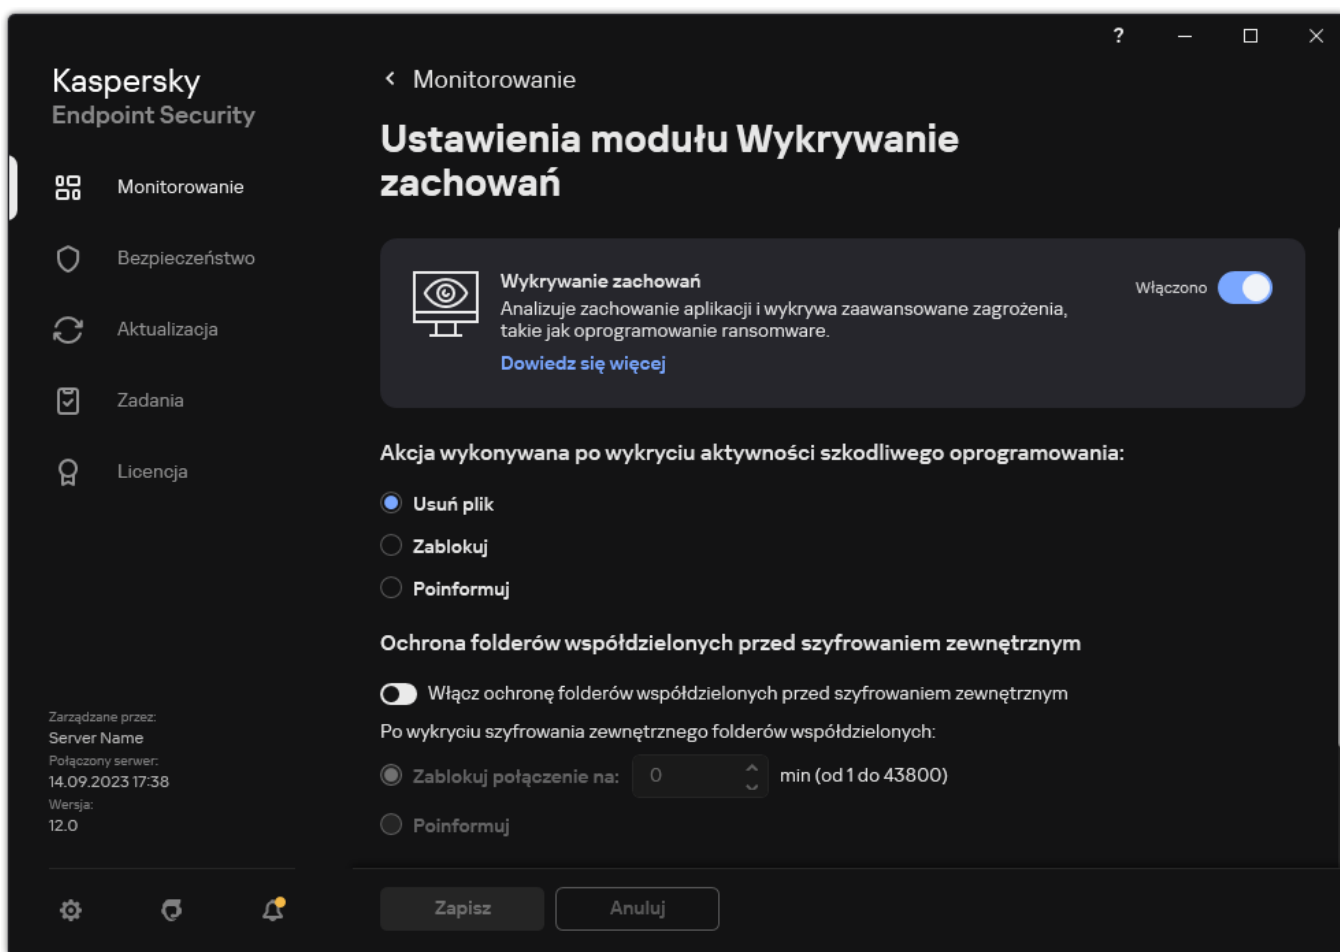 ?
Kaspersky
Endpoint Security
Monitorowanie
Bezpieczeństwo
Aktualizacja
Zadania
Licencja
Zarządzane przez:
Server Name
Połączony serwer:
14.09.2023 17:38
Wersja:
12.0
Monitorowanie
Ustawienia modułu Wykrywanie
zachowań
Wykrywanie zachowań
Analizuje zachowanie aplikacji i wykrywa zaawansowane zagrożenia,
takie jak oprogramowanie ransomware.
Dowiedz się więcej
Włączono
Akcja wykonywana po wykryciu aktywności szkodliwego oprogramowania:
Usuń plik
Zablokuj
Poinformuj
Ochrona folderów współdzielonych przed szyfrowaniem zewnętrznym
Włącz ochronę folderów współdzielonych przed szyfrowaniem zewnętrznym
Po wykryciu szyfrowania zewnętrznego folderów współdzielonych:
Zablokuj połączenie na: 0 min (od 1 do 43800)
Poinformuj
Zapisz Anuluj